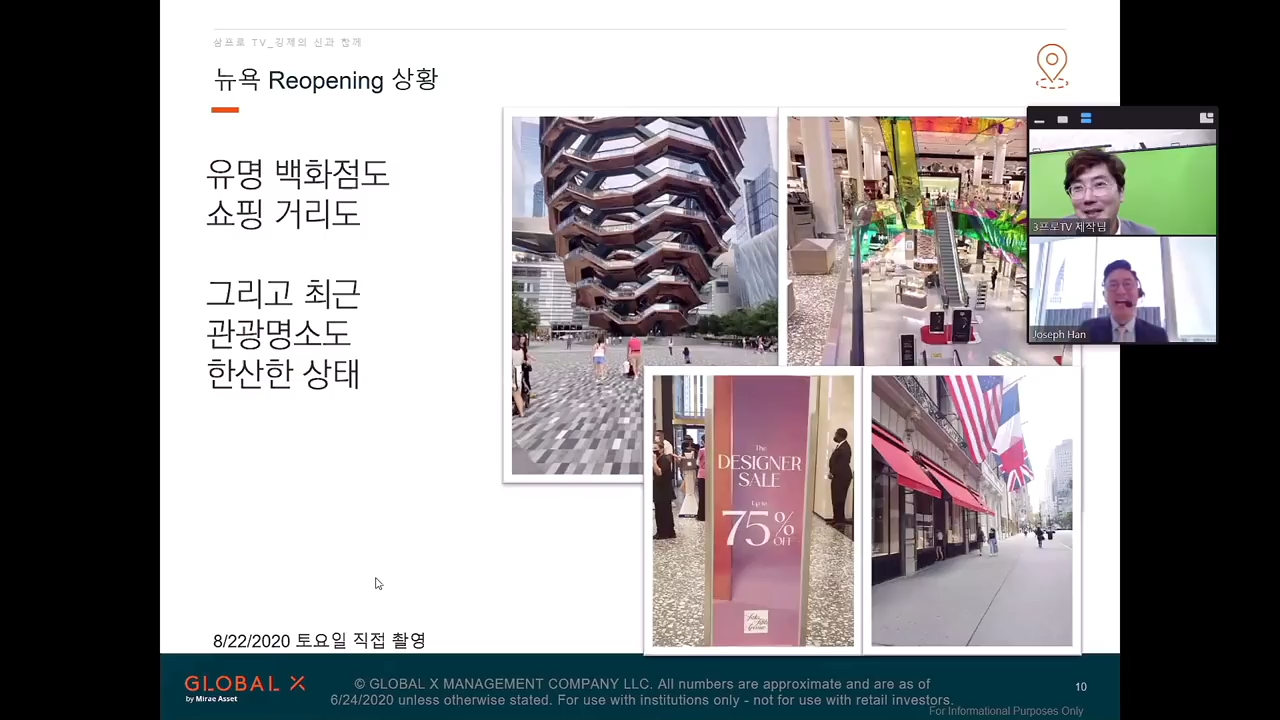 삼프로 TV_경제의 신과 함께
뉴욕 Reopening 상황
유명 백화점도
쇼핑 거리도
그리고 최근
관광명소도
한산한 상태
3프로TV 제작팀
Joseph Han
The
DESIGNER
SALE
Up to
75%
OFF
8/22/2020 토요일 직접 촬영
GLOBAL X
by Mirae Asset
© GLOBAL X MANAGEMENT COMPANY LLC. All numbers are approximate and are as of
6/24/2020 unless otherwise stated. For use with institutions only - not for use with retail investors.
10
For Informational Purposes Only